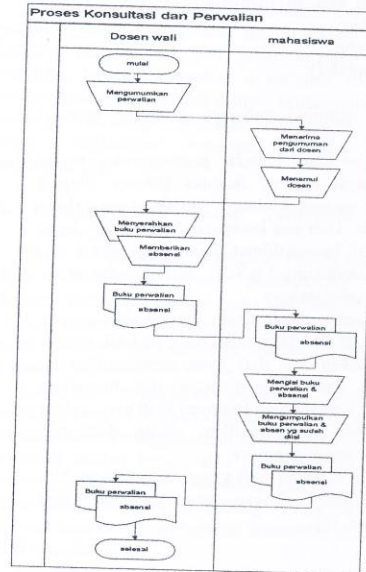 Proses Konsultasi dan Perwalian
Dosen wali
mahasiswa
mulai
Mengumumkan
perwalian
Menerima
pengumuman
dari dosen
Menemui
dosen
Menyerahkan
buku perwalian
Memberikan
absensi
Buku perwalian
absensi
Buku perwalian
absensi
Mengisi buku
perwalian &
absensi
Mengumpulkan
buku perwalian &
absen yg sudah
diisi
Buku perwalian
absensi
Buku perwalian
absensi
selesai